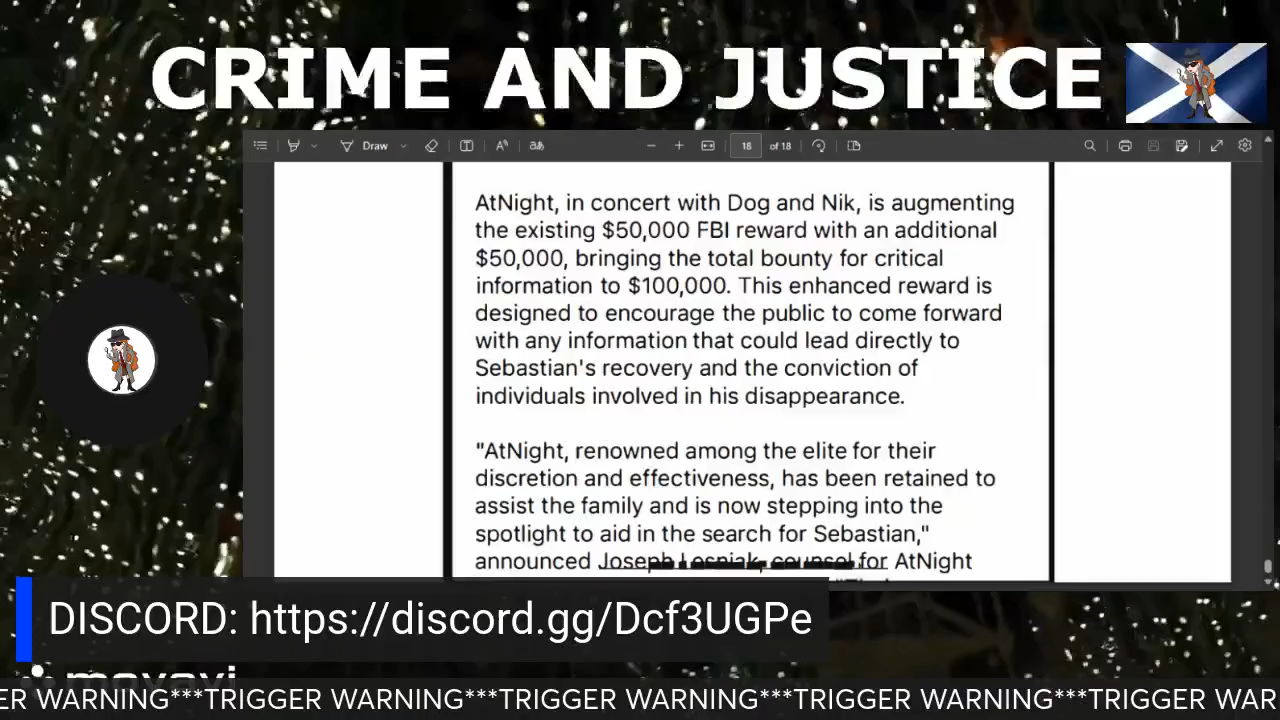 CRIME AND JUSTICE
Draw
18 of 18
AtNight, in concert with Dog and Nik, is augmenting
the existing $50,000 FBI reward with an additional
$50,000, bringing the total bounty for critical
information to $100,000. This enhanced reward is
designed to encourage the public to come forward
with any information that could lead directly to
Sebastian's recovery and the conviction of
individuals involved in his disappearance.
"AtNight, renowned among the elite for their
discretion and effectiveness, has been retained to
assist the family and is now stepping into the
spotlight to aid in the search for Sebastian,"
announced Joseph Lesniak, counsel for AtNight
DISCORD: https://discord.gg/Dcf3UGPe
movavi
ER WARNING***TRIGGER WARNING***TRIGGER WARNING***TRIGGER WARNING***TRIGGER WAR